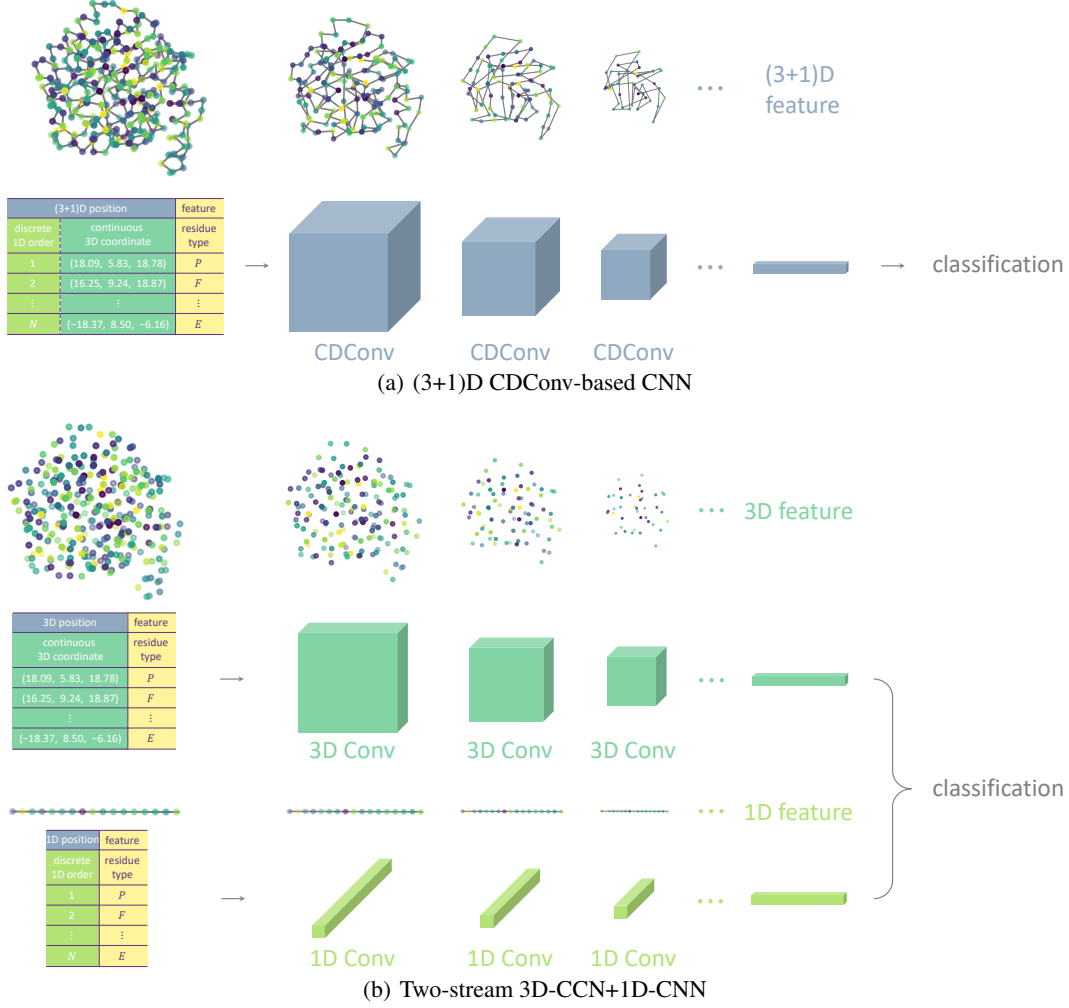 (3+1)D
feature
(3+1)D position feature
discrete
1D order
continuous
3D coordinate
residue
type
1 (18.09, 5.83, 18.78) P
2 (16.25, 9.24, 18.87) F
⋮ ⋮ ⋮
N (−18.37, 8.50, −6.16) E
CDConv CDConv CDConv
classification
(a) (3+1)D CDConv-based CNN
3D feature
3D position feature
continuous
3D coordinate
residue
type
(18.09, 5.83, 18.78) P
(16.25, 9.24, 18.87) F
⋮ ⋮
(−18.37, 8.50, −6.16) E
3D Conv 3D Conv 3D Conv
classification
1D feature
1D position feature
discrete
1D order
residue
type
1 P
2 F
⋮ ⋮
N E
1D Conv 1D Conv 1D Conv
(b) Two-stream 3D-CCN+1D-CNN